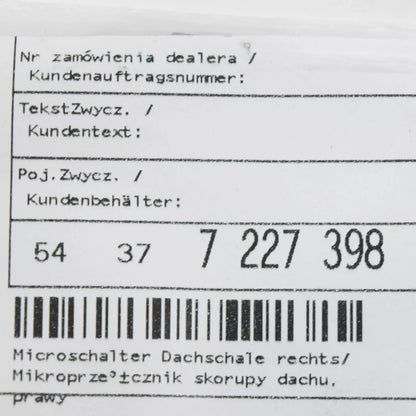 Nr zamówienia dealera /
Kundenauftragsnummer:
TekstZwycz. /
Kundentext:
Poj.Zwycz. /
Kundenbehälter:
54 37 7 227 398
Microschalter Dachschale rechts/
Mikroprze³±cznik skorupy dachu,
prawy